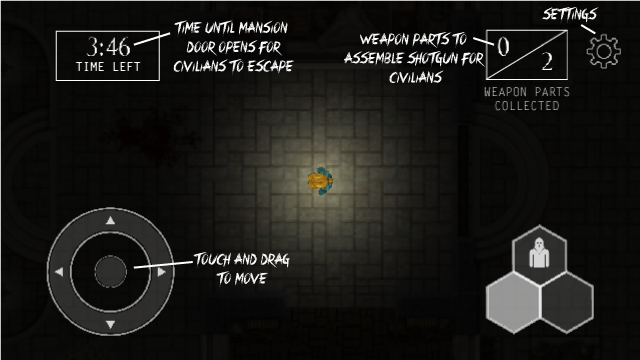 SETTINGS
3:46
TIME LEFT
TIME UNTIL MANSION
DOOR OPENS FOR
CIVILIANS TO ESCAPE
WEAPON PARTS TO
ASSEMBLE SHOTGUN FOR
CIVILIANS
0
2
WEAPON PARTS
COLLECTED
TOUCH AND DRAG
TO MOVE